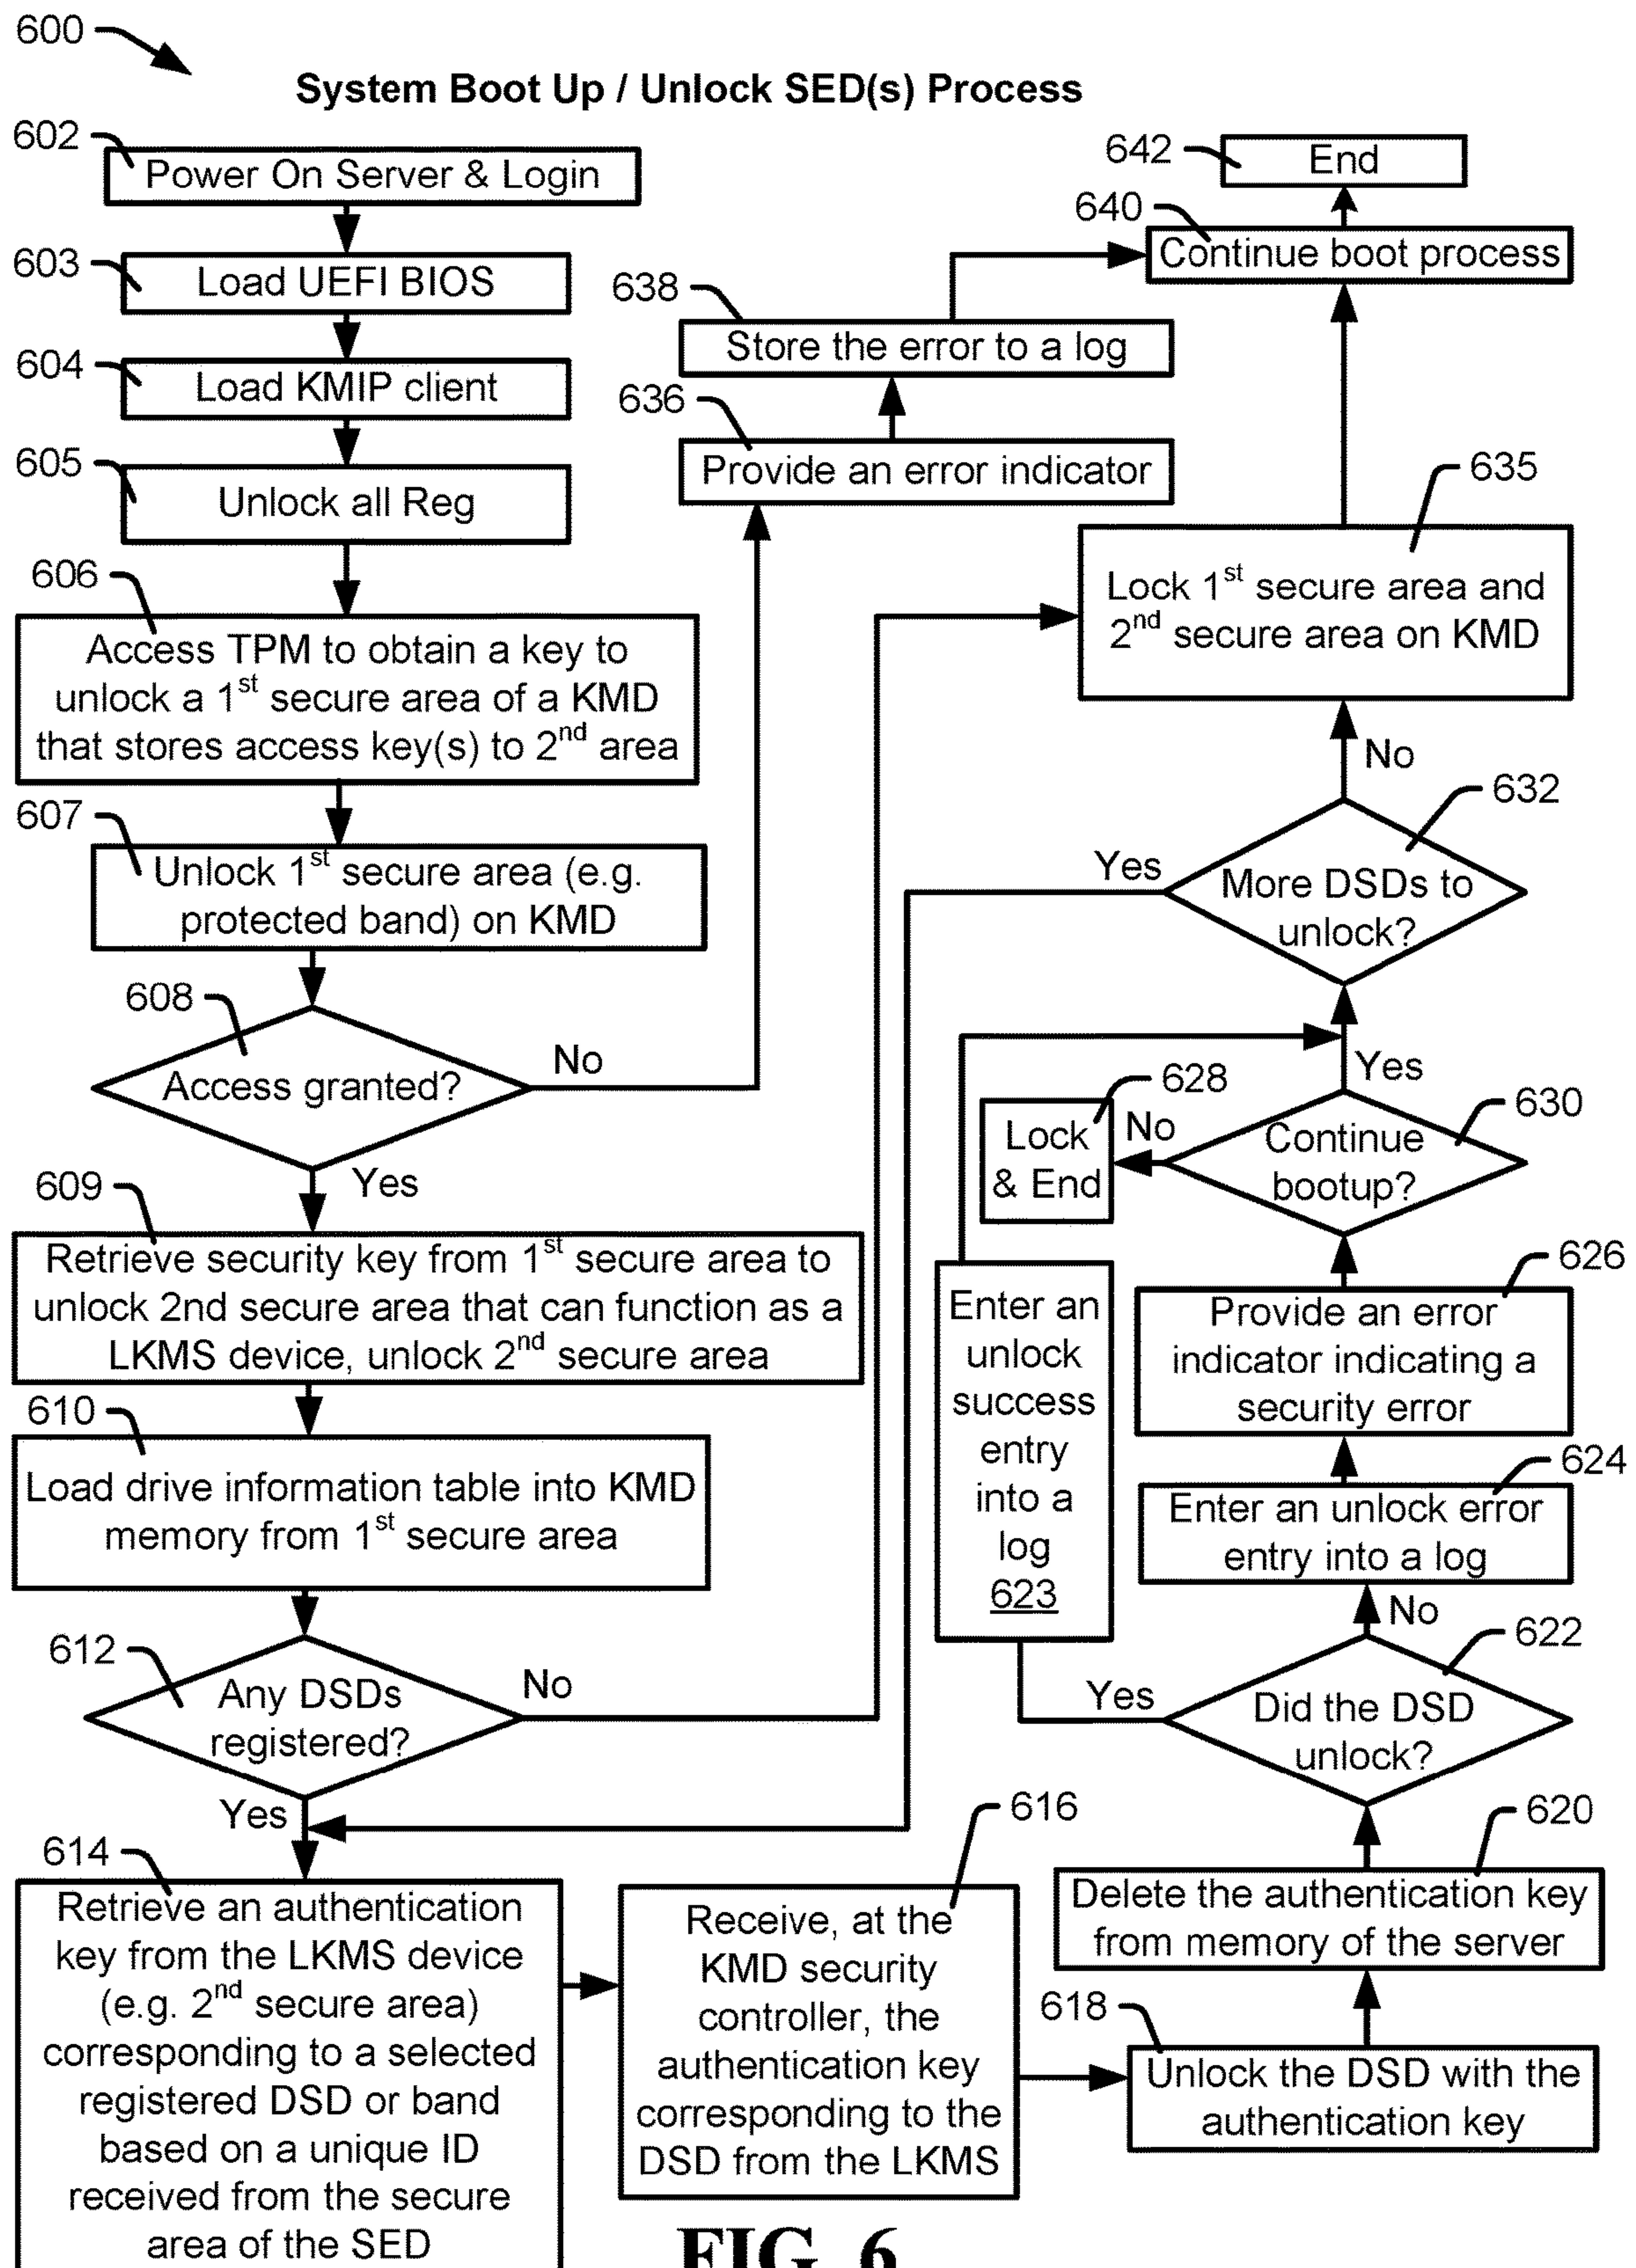 600
System Boot Up / Unlock SED(s) Process
602
Power On Server & Login
603
Load UEFI BIOS
604
Load KMIP client
605
Unlock all Reg
606
Access TPM to obtain a key to
unlock a 1st secure area of a KMD
that stores access key(s) to 2nd area
607
Unlock 1st secure area (e.g.
protected band) on KMD
608
Access granted?
No
Yes
609
Retrieve security key from 1st secure area to
unlock 2nd secure area that can function as a
LKMS device, unlock 2nd secure area
610
Load drive information table into KMD
memory from 1st secure area
612
Any DSDs
registered?
No
Yes
614
Retrieve an authentication
key from the LKMS device
(e.g. 2nd secure area)
corresponding to a selected
registered DSD or band
based on a unique ID
received from the secure
area of the SED
616
Receive, at the
KMD security
controller, the
authentication key
corresponding to the
DSD from the LKMS
618
Unlock the DSD with the
authentication key
620
Delete the authentication key
from memory of the server
622
Did the DSD
unlock?
Yes
No
Enter an
unlock
success
entry
into a
log
623
624
Enter an unlock error
entry into a log
626
Provide an error
indicator indicating a
security error
630
Continue
bootup?
No
Yes
628
Lock
& End
632
More DSDs to
unlock?
Yes
No
635
Lock 1st secure area and
2nd secure area on KMD
636
Provide an error indicator
638
Store the error to a log
640
Continue boot process
642
End
FIG. 6